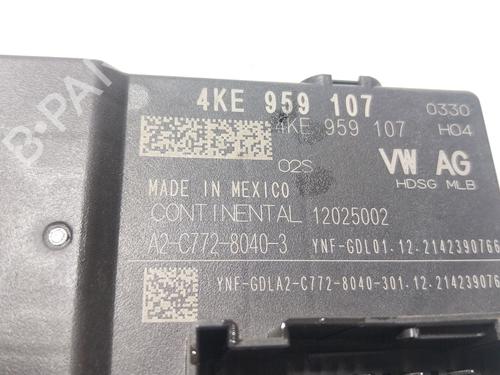 4KE 959 107 0330
4KE 959 107 H04
02S VW AG
HDSG MLB
MADE IN MEXICO
CONTINENTAL 12025002
A2-C772-8040-3 YNF-GDL01.12.2142390766
YNF-GDLA2-C772-8040-301.12.214239076
B-PA